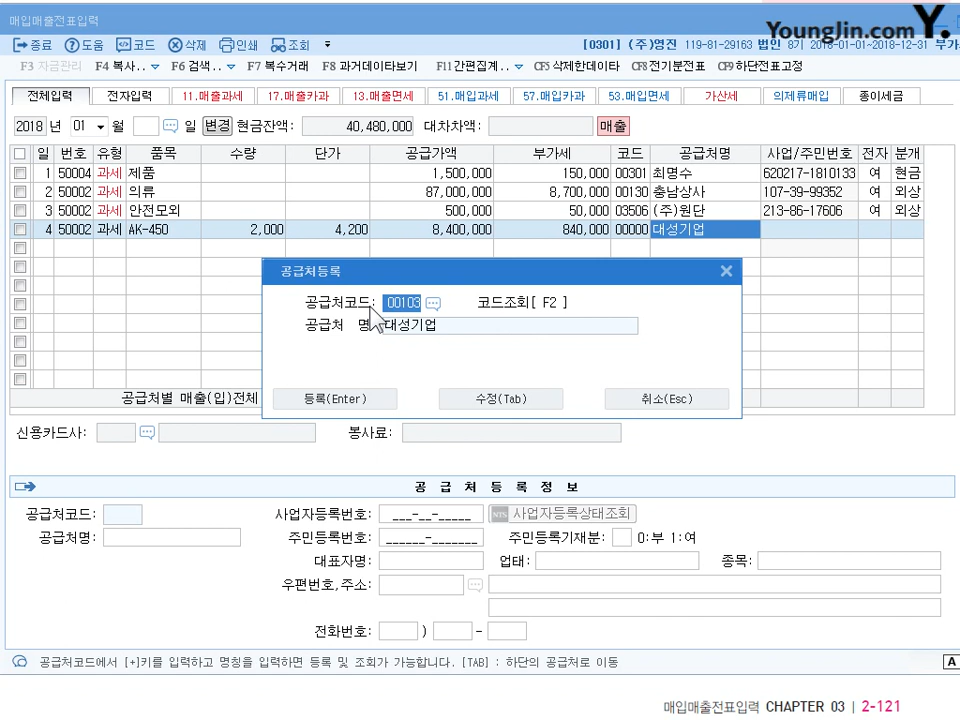 매입매출전표입력
YoungJin.com Y.
종료 도움 코드 삭제 인쇄 조회 [0301] (주)영진 119-81-29163 법인 8기 2018-01-01~2018-12-31 부가
F3 자금관리 F4 복사.. F6 검색.. F7 복수거래 F8 과거데이타보기 F11간편집계.. CF5 삭제한데이타 CF8 전기분전표 CF9 하단전표고정
전체입력 전자입력 11.매출과세 17.매출카과 13.매출면세 51.매입과세 57.매입카과 53.매입면세 가산세 의제류매입 종이세금
2018 년 01 월 일 변경 현금잔액: 40,480,000 대차차액: 매출
일 번호 유형 품목 수량 단가 공급가액 부가세 코드 공급처명 사업/주민번호 전자 분개
1 50004 과세 제품 1,500,000 150,000 00301 최명수 620217-1810133 여 현금
2 50002 과세 의류 87,000,000 8,700,000 00130 충남상사 107-39-99352 여 외상
3 50002 과세 안전모외 500,000 50,000 03506 (주)원단 213-86-17606 여 외상
4 50002 과세 AK-450 2,000 4,200 8,400,000 840,000 00000 대성기업
공급처등록
공급처코드: 00103 코드조회[ F2 ]
공급처 명: 대성기업
등록(Enter) 수정(Tab) 취소(Esc)
공급처별 매출(입)전체
신용카드사: 봉사료:
공 급 처 등 록 정 보
공급처코드: 사업자등록번호: ___-__-_____ NTS 사업자등록상태조회
공급처명: 주민등록번호: ______-_______ 주민등록기재분: 0:부 1:여
대표자명: 업태: 종목:
우편번호,주소:
전화번호: ) -
공급처코드에서 [+]키를 입력하고 명칭을 입력하면 등록 및 조회가 가능합니다. [TAB] : 하단의 공급처로 이동 A
매입매출전표입력 CHAPTER 03 | 2-121